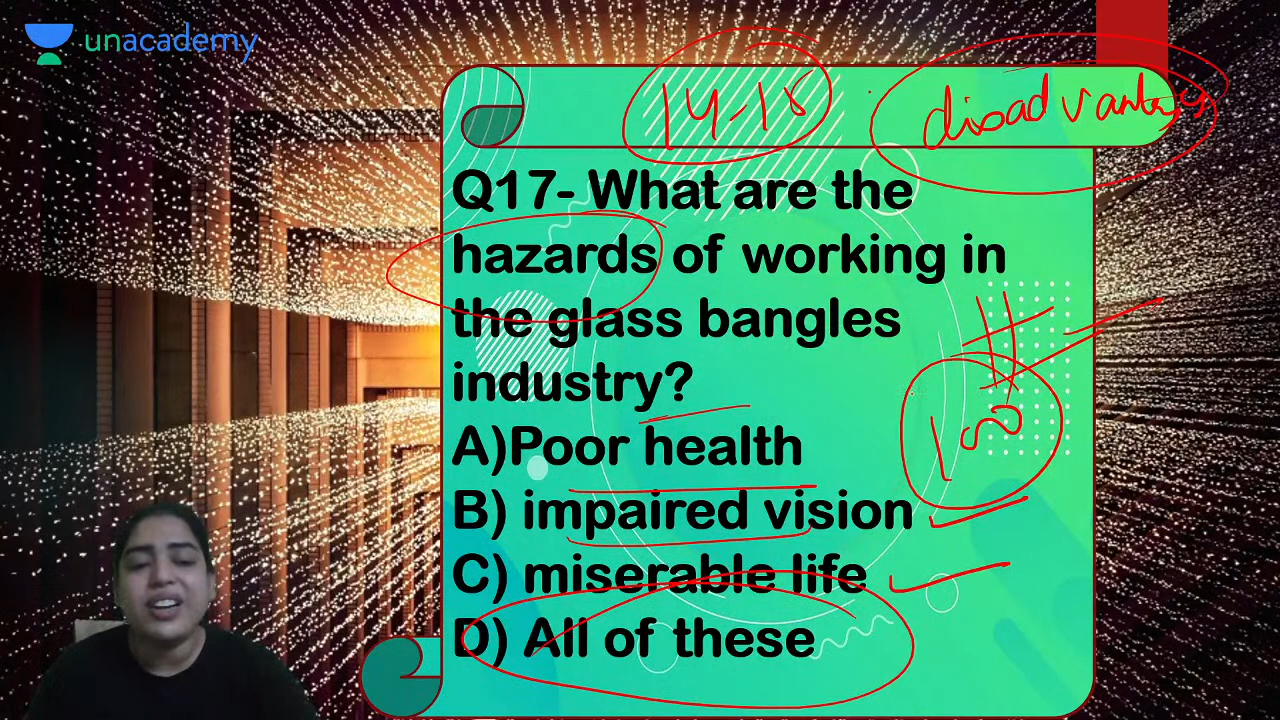 unacademy
14-18
disadvantag
Q17- What are the
hazards of working in
the glass bangles
industry?
A)Poor health
B) impaired vision
C) miserable life
D) All of these